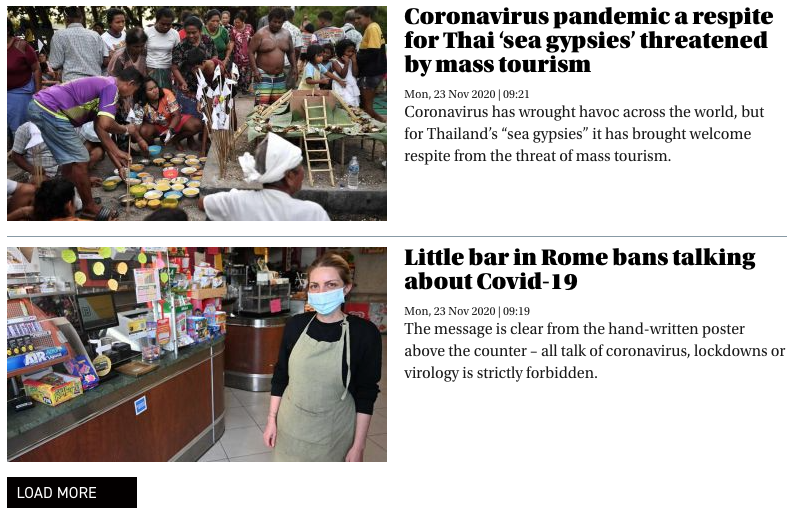 Coronavirus pandemic a respite
for Thai ‘sea gypsies’ threatened
by mass tourism
Mon, 23 Nov 2020 | 09:21
Coronavirus has wrought havoc across the world, but
for Thailand’s “sea gypsies” it has brought welcome
respite from the threat of mass tourism.
Little bar in Rome bans talking
about Covid-19
Mon, 23 Nov 2020 | 09:19
The message is clear from the hand-written poster
above the counter – all talk of coronavirus, lockdowns or
virology is strictly forbidden.
AIR
LOAD MORE